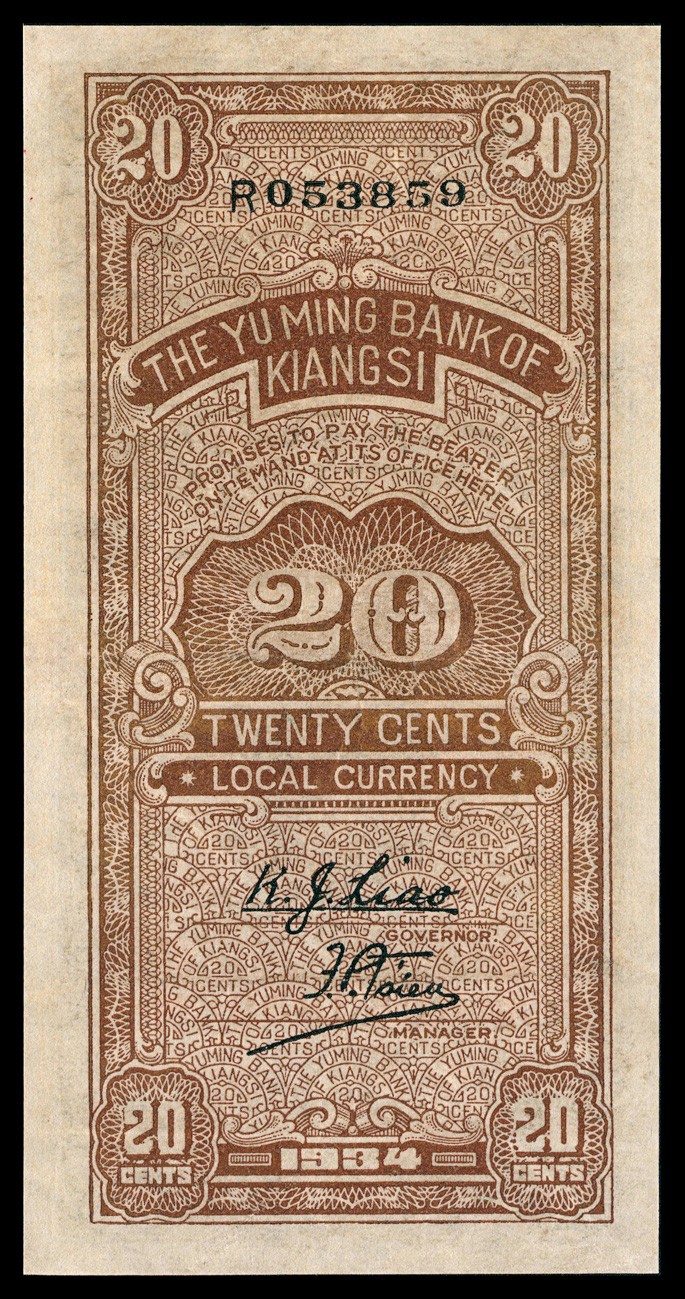 20 20
R053859
THE YU MING BANK OF
KIANGSI
PROMISES TO PAY THE BEARER
ON DEMAND AT ITS OFFICE HERE
20
TWENTY CENTS
* LOCAL CURRENCY *
K. J. Liao
GOVERNOR.
F. P. Tsien
MANAGER.
20 20
CENTS CENTS
1934